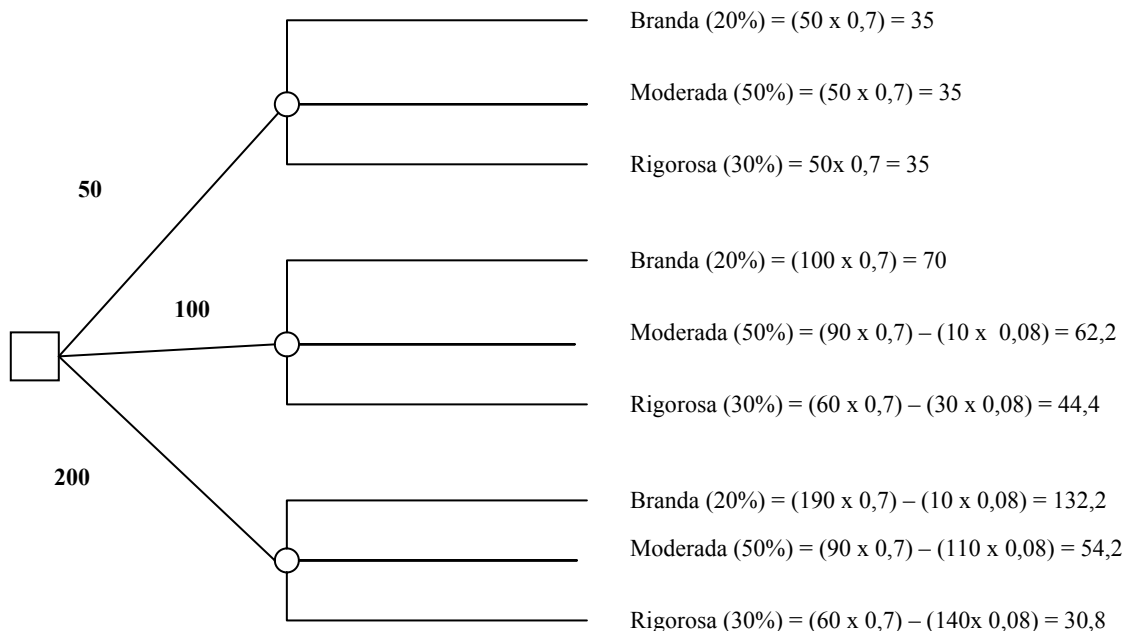 Branda (20%) = (50 x 0,7) = 35
Moderada (50%) = (50 x 0,7) = 35
Rigorosa (30%) = 50x 0,7 = 35
50
Branda (20%) = (100 x 0,7) = 70
100
Moderada (50%) = (90 x 0,7) – (10 x  0,08) = 62,2
Rigorosa (30%) = (60 x 0,7) – (30 x 0,08) = 44,4
200
Branda (20%) = (190 x 0,7) – (10 x 0,08) = 132,2
Moderada (50%) = (90 x 0,7) – (110 x 0,08) = 54,2
Rigorosa (30%) = (60 x 0,7) – (140x 0,08) = 30,8